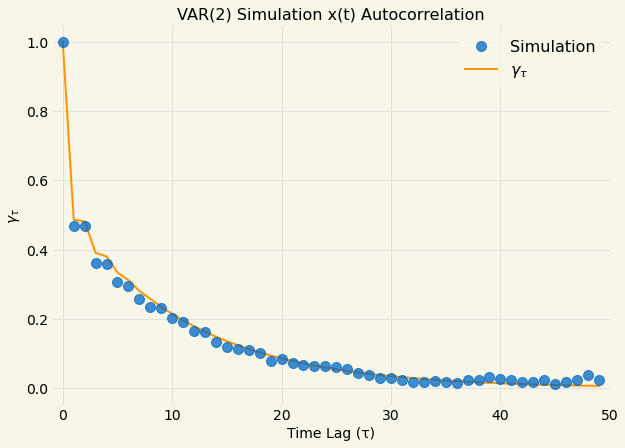 VAR(2) Simulation x(t) Autocorrelation
Simulation
γτ
γτ
1.0
0.8
0.6
0.4
0.2
0.0
0 10 20 30 40 50
Time Lag (τ)